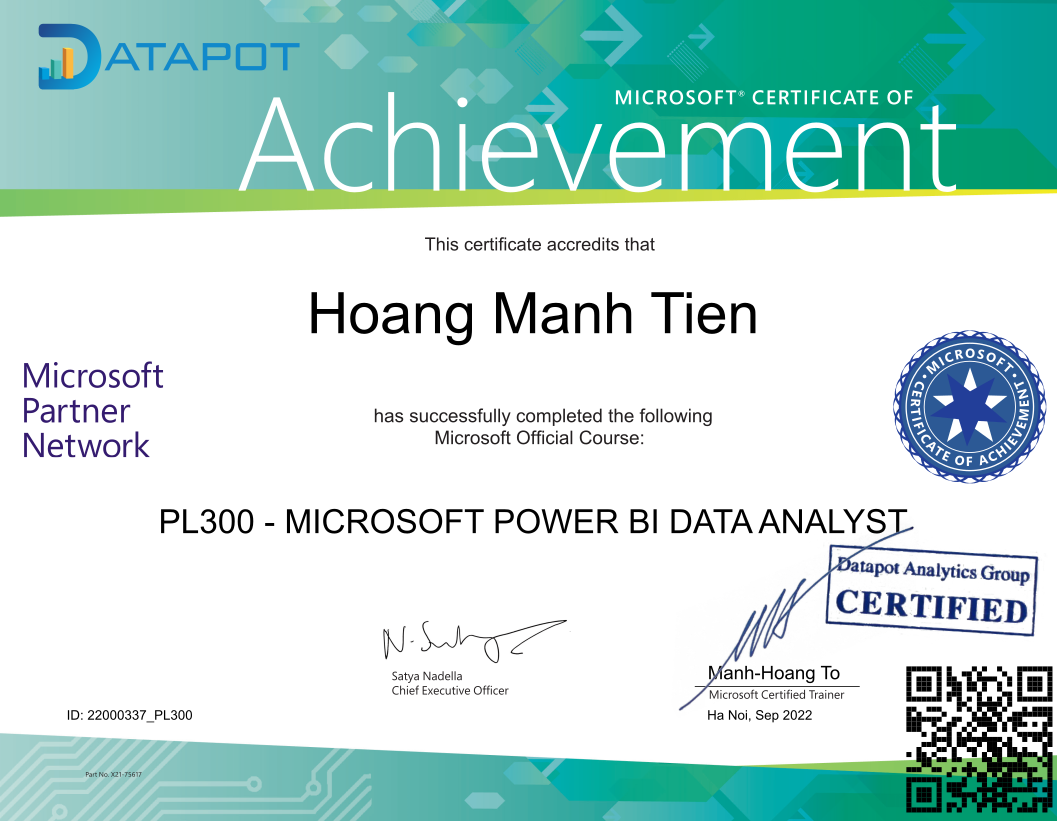 DATAPOT
MICROSOFT® CERTIFICATE OF
Achievement
This certificate accredits that
Hoang Manh Tien
Microsoft
Partner
Network
MICROSOFT • CERTIFICATE OF ACHIEVEMENT •
has successfully completed the following
Microsoft Official Course:
PL300 - MICROSOFT POWER BI DATA ANALYST
Datapot Analytics Group
CERTIFIED
Satya Nadella
Chief Executive Officer
Manh-Hoang To
Microsoft Certified Trainer
ID: 22000337_PL300
Ha Noi, Sep 2022
Part No. X21-75617